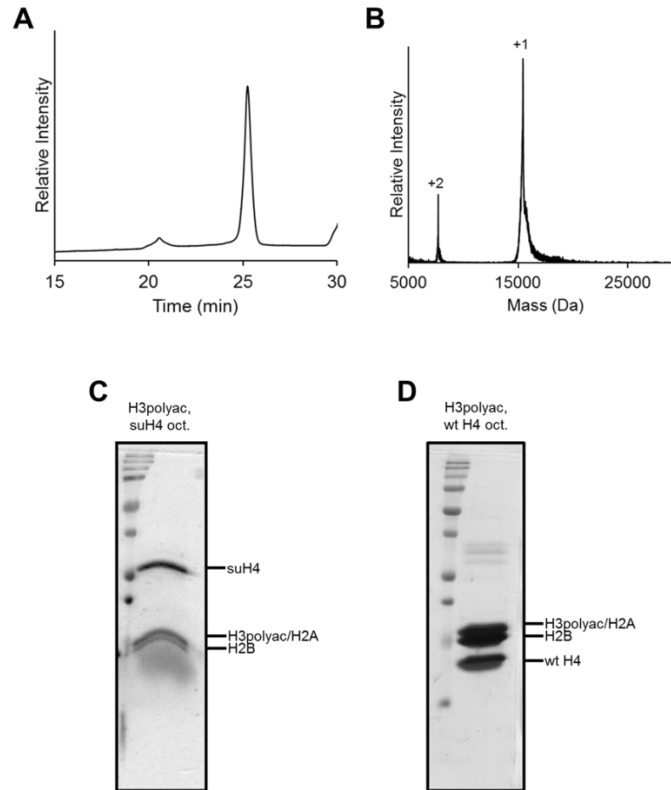 A
Relative Intensity
15
20
25
30
Time (min)
B
Relative Intensity
+2
+1
5000
15000
25000
Mass (Da)
C
H3polyac,
suH4 oct.
suH4
H3polyac/H2A
H2B
D
H3polyac,
wt H4 oct.
H3polyac/H2A
H2B
wt H4